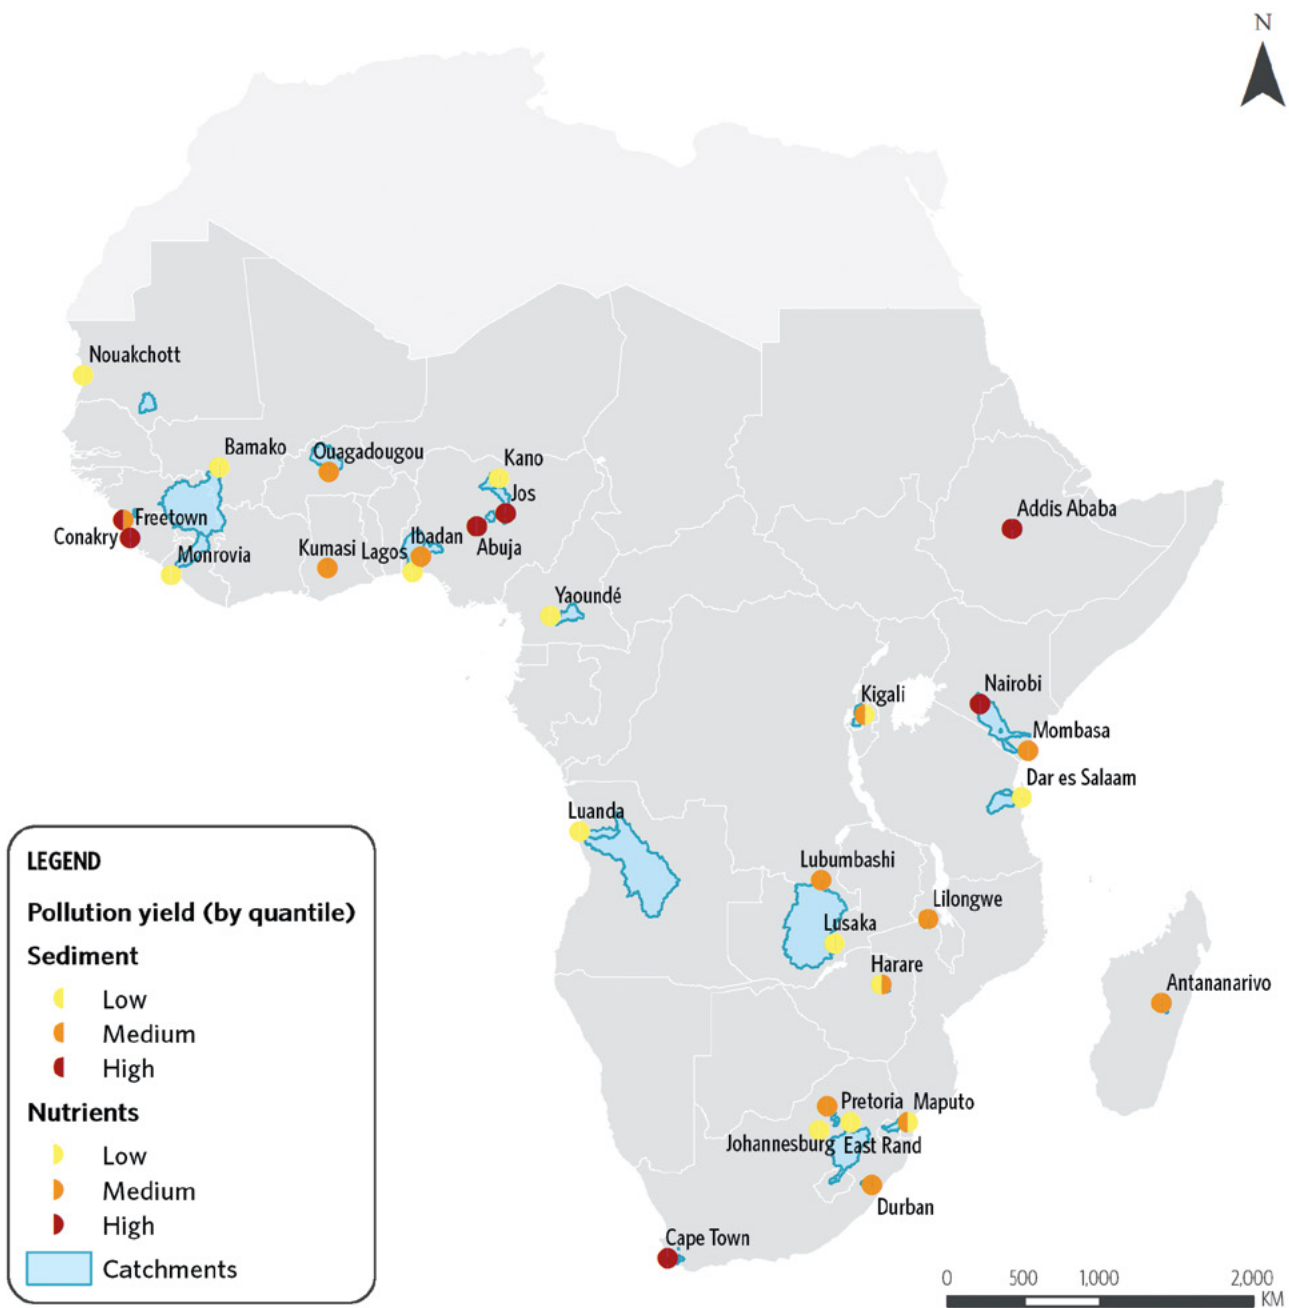 N
Nouakchott
Bamako
Ouagadougou
Kano
Jos
Freetown
Conakry
Monrovia
Kumasi
Lagos
Ibadan
Abuja
Addis Ababa
Yaoundé
Kigali
Nairobi
Mombasa
Dar es Salaam
Luanda
Lubumbashi
Lilongwe
Lusaka
Harare
Antananarivo
Pretoria
Maputo
Johannesburg
East Rand
Durban
Cape Town
LEGEND
Pollution yield (by quantile)
Sediment
Low
Medium
High
Nutrients
Low
Medium
High
Catchments
0 500 1,000 2,000
KM